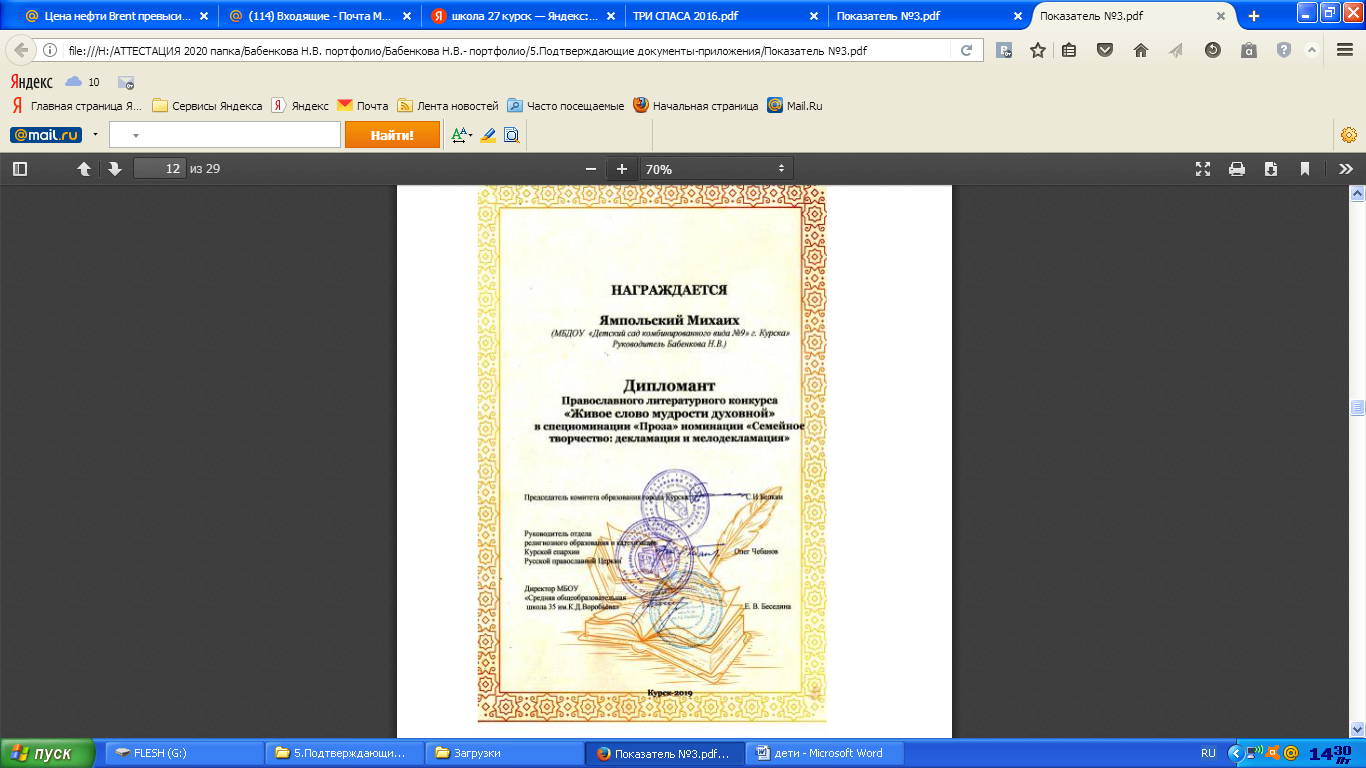 Цена нефти Brent превыси...
(114) Входящие - Почта M...
школа 27 курск — Яндекс:...
ТРИ СПАСА 2016.pdf
Показатель №3.pdf
Показатель №3.pdf
file:///H:/АТТЕСТАЦИЯ 2020 папка/Бабенкова Н.В. портфолио/Бабенкова Н.В.- портфолио/5.Подтверждающие документы-приложения/Показатель №3.pdf
Яндекс 10
Главная страница Я... Сервисы Яндекса Яндекс Почта Лента новостей Часто посещаемые Начальная страница Mail.Ru
@mail.ru Найти!
12 из 29 70%
НАГРАЖДАЕТСЯ
Ямпольский Михаих
(МБДОУ «Детский сад комбинированного вида №9» г. Курска»
Руководитель Бабенкова Н.В.)
Дипломант
Православного литературного конкурса
«Живое слово мудрости духовной»
в спецноминации «Проза» номинации «Семейное
творчество: декламация и мелодекламация»
Председатель комитета образования города Курска С.И.Белкин
Руководитель отдела
религиозного образования и катехизации
Курской епархии Олег Чебанов
Русской православной Церкви
Директор МБОУ
«Средняя общеобразовательная
школа 35 им.К.Д.Воробьёва» Е. В. Беседина
Курск-2019
пуск FLESH (G:) 5.Подтверждающи... Загрузки Показатель №3.pdf... дети - Microsoft Word RU 14 30 Пт